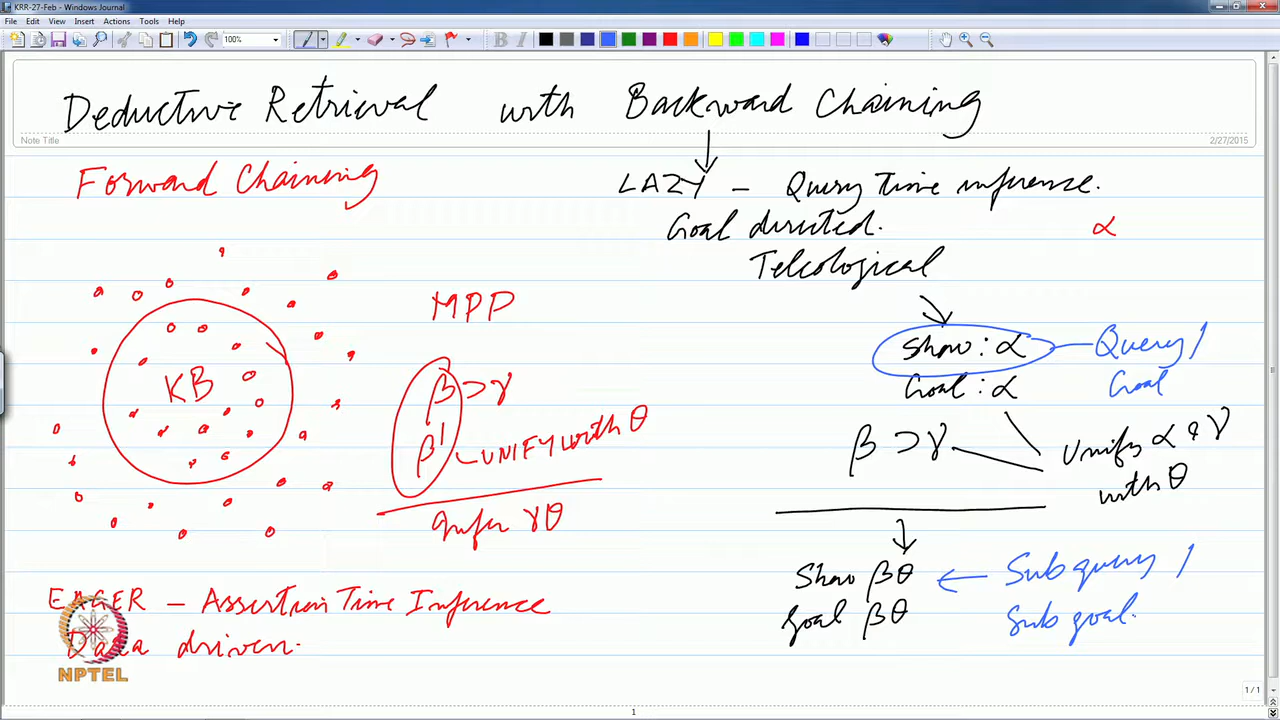 KRR-27-Feb - Windows Journal
File Edit View Insert Actions Tools Help
100%
Deductive Retrieval with Backward Chaining
Note Title
2/27/2015
Forward Chaining
KB
MPP
β ⊃ γ
β' UNIFY with θ
Infer γθ
EAGER - Assertion Time Inference
Data driven.
NPTEL
LAZY - Query time inference.
Goal directed.
α
Teleological
Show : α
Query /
Goal : α
Goal
β ⊃ γ
Unify α & γ
with θ
Show βθ
Sub query /
Goal βθ
Sub goal.
1/1
1